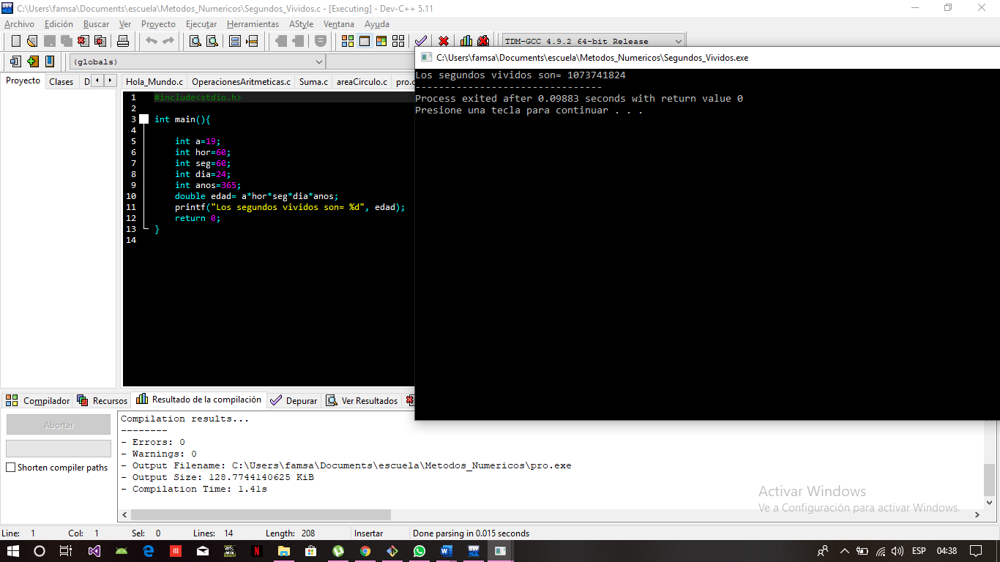 C:\Users\famsa\Documents\escuela\Metodos_Numericos\Segundos_Vividos.c - [Executing] - Dev-C++ 5.11
Archivo Edición Buscar Ver Proyecto Ejecutar Herramientas AStyle Ventana Ayuda
TDM-GCC 4.9.2 64-bit Release
(globals)
C:\Users\famsa\Documents\escuela\Metodos_Numericos\Segundos_Vividos.exe
Los segundos vividos son= 1073741824
--------------------------------
Process exited after 0.09883 seconds with return value 0
Presione una tecla para continuar . . .
Proyecto Clases D
Hola_Mundo.c OperacionesAritmeticas.c Suma.c areaCirculo.c pro.c
1 #include<stdio.h>
2
3 int main(){
4
5 int a=19;
6 int hor=60;
7 int seg=60;
8 int dia=24;
9 int anos=365;
10 double edad= a*hor*seg*dia*anos;
11 printf("Los segundos vividos son= %d", edad);
12 return 0;
13 }
14
Compilador Recursos Resultado de la compilación Depurar Ver Resultados
Abortar
Shorten compiler paths
Compilation results...
--------
- Errors: 0
- Warnings: 0
- Output Filename: C:\Users\famsa\Documents\escuela\Metodos_Numericos\pro.exe
- Output Size: 128.7744140625 KiB
- Compilation Time: 1.41s
Activar Windows
Ve a Configuración para activar Windows.
Line: 1 Col: 1 Sel: 0 Lines: 14 Length: 208 Insertar Done parsing in 0.015 seconds
ESP 04:38